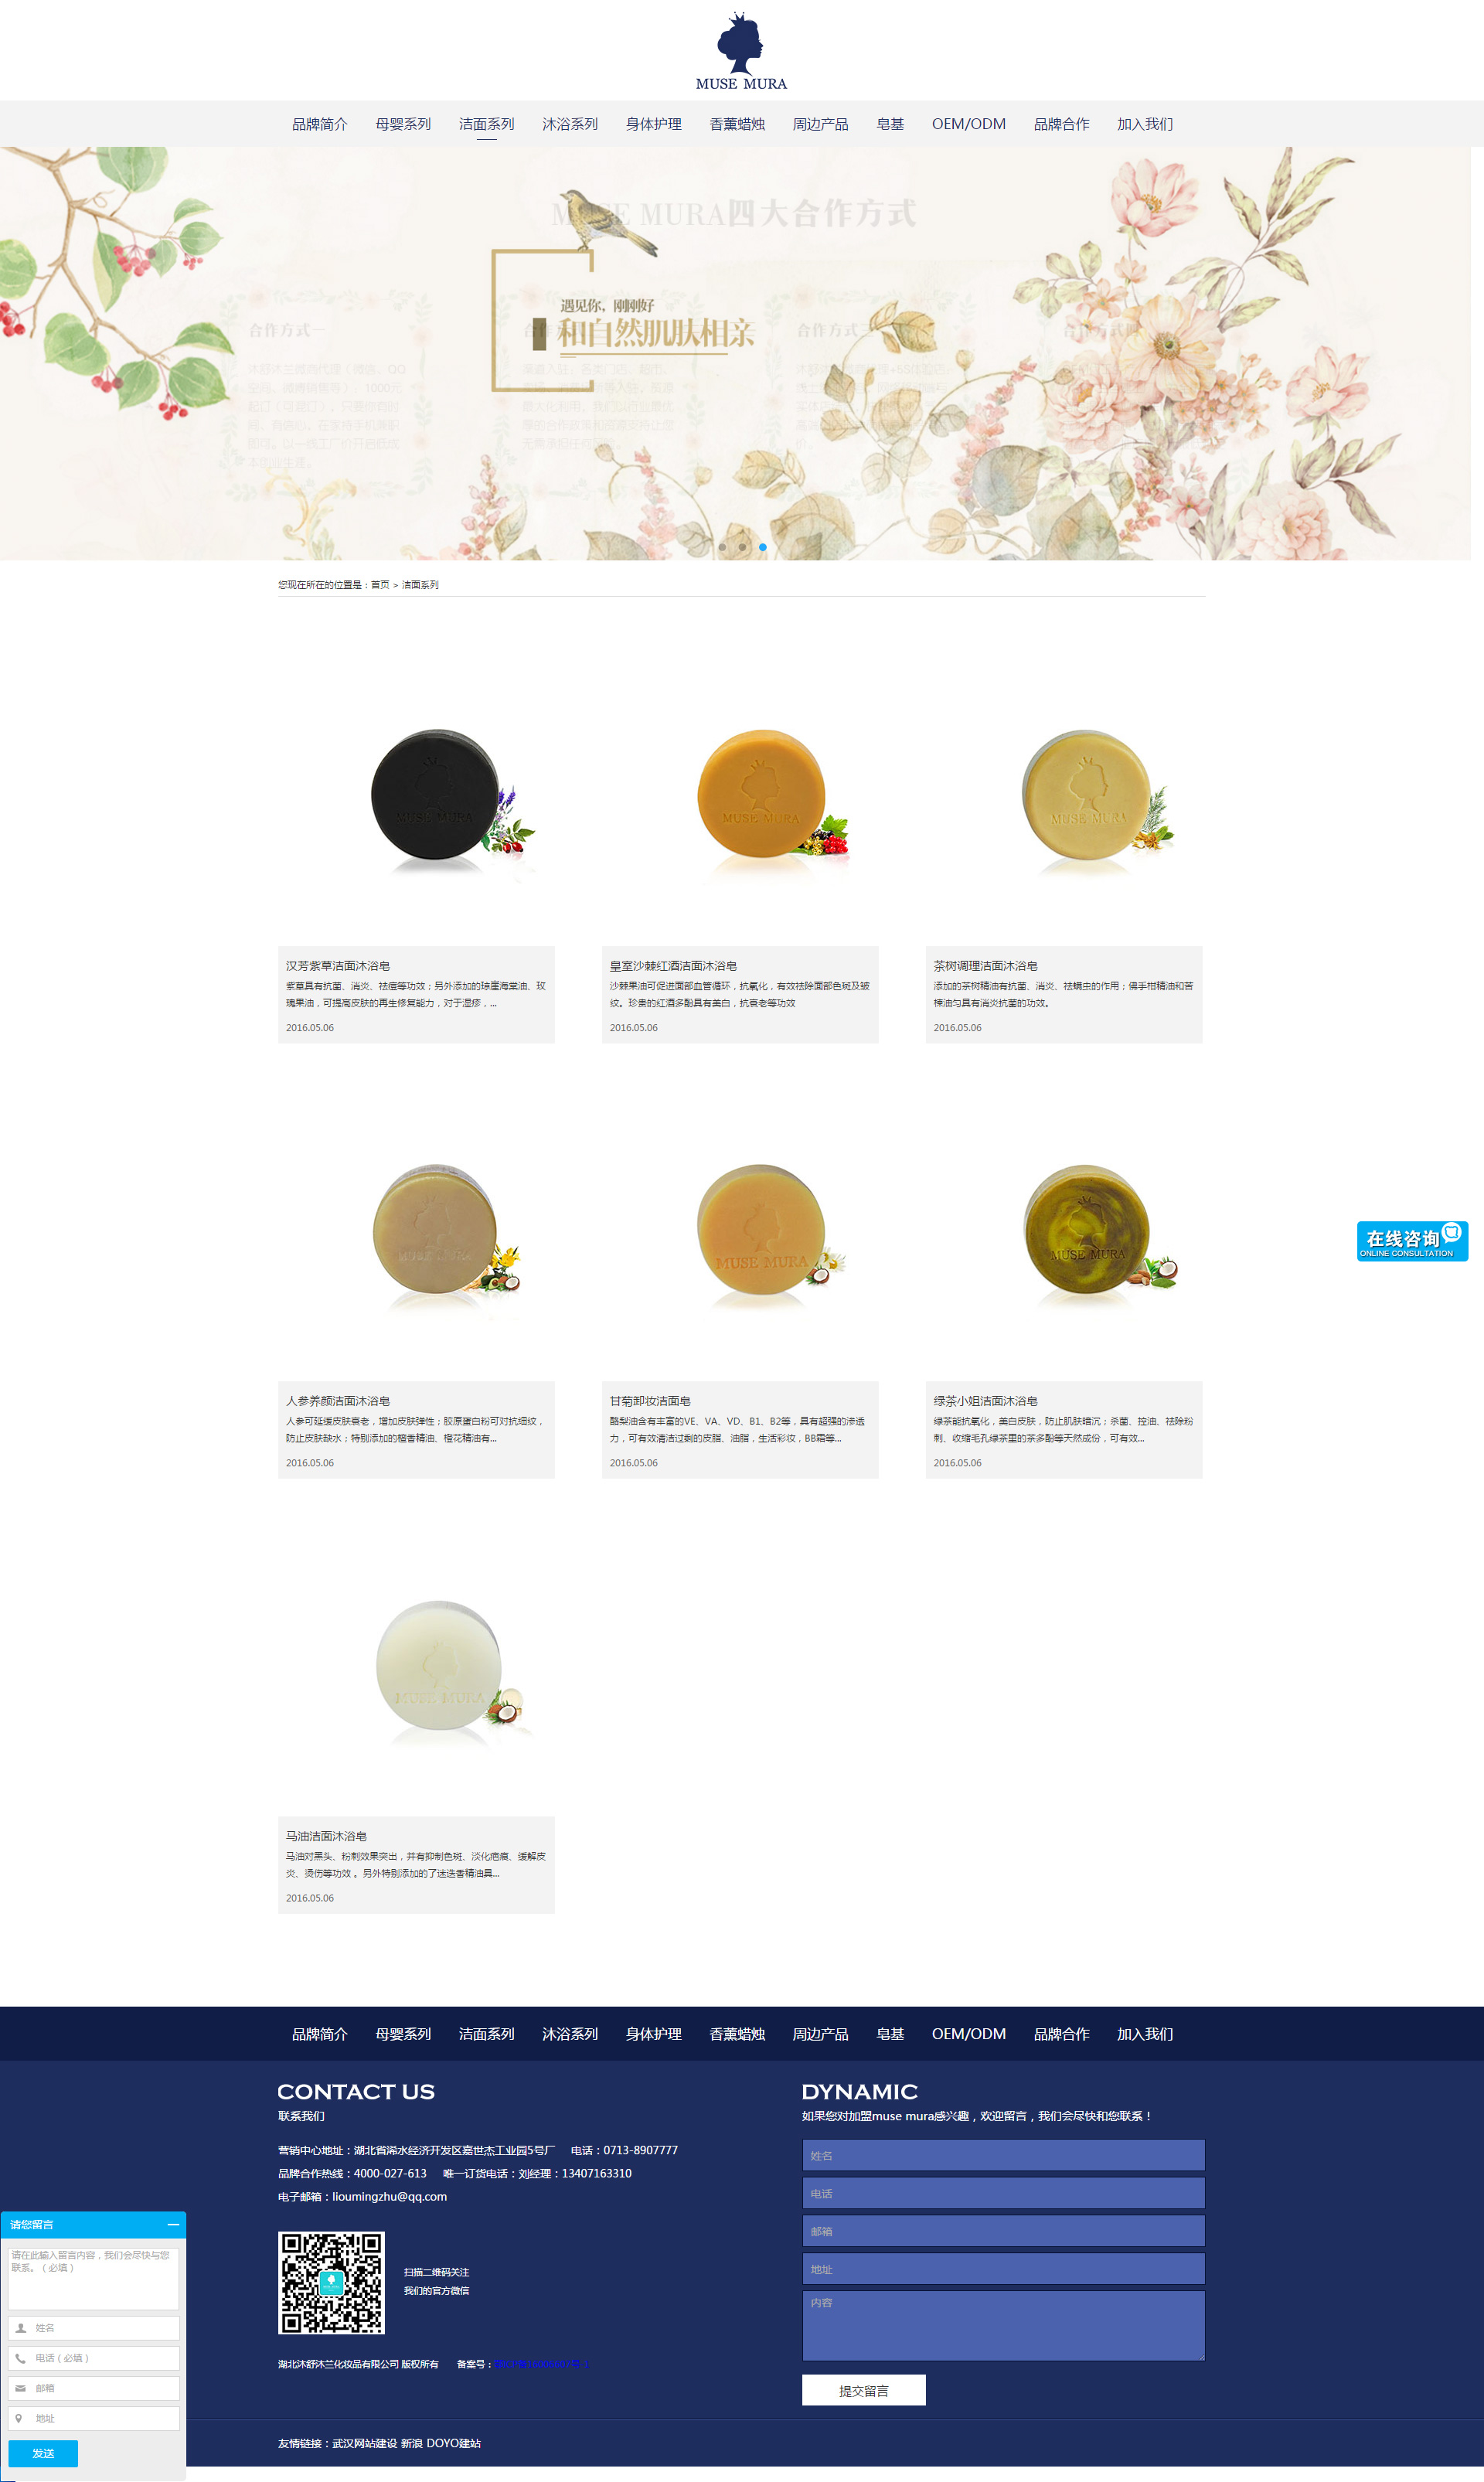 MUSE MURA
品牌简介 母婴系列 洁面系列 沐浴系列 身体护理 香薰蜡烛 周边产品 皂基 OEM/ODM 品牌合作 加入我们
MUSE MURA四大合作方式
遇见你，刚刚好
和自然肌肤相亲
合作方式一
您现在所在的位置是：首页 > 洁面系列
MUSE MURA
MUSE MURA
MUSE MURA
汉芳紫草洁面沐浴皂
紫草具有抗菌、消炎、祛痘等功效；另外添加的琼崖海棠油、玫
瑰果油，可提高皮肤的再生修复能力，对于湿疹，...
2016.05.06
皇室沙棘红酒洁面沐浴皂
沙棘果油可促进面部血管循环，抗氧化，有效祛除面部色斑及皱
纹。珍贵的红酒多酚具有美白，抗衰老等功效
2016.05.06
茶树调理洁面沐浴皂
添加的茶树精油有抗菌、消炎、祛螨虫的作用；佛手柑精油和苦
楝油匀具有消炎抗菌的功效。
2016.05.06
MUSE MURA
MUSE MURA
MUSE MURA
在线咨询
ONLINE CONSULTATION
人参养颜洁面沐浴皂
人参可延缓皮肤衰老，增加皮肤弹性；胶原蛋白粉可对抗细纹，
防止皮肤缺水；特别添加的檀香精油、橙花精油有...
2016.05.06
甘菊卸妆洁面皂
酪梨油含有丰富的VE、VA、VD、B1、B2等，具有超强的渗透
力，可有效清洁过剩的皮脂、油脂，生活彩妆，BB霜等...
2016.05.06
绿茶小姐洁面沐浴皂
绿茶能抗氧化，美白皮肤，防止肌肤暗沉；杀菌、控油、祛除粉
刺、收缩毛孔绿茶里的茶多酚等天然成份，可有效...
2016.05.06
MUSE MURA
马油洁面沐浴皂
马油对黑头、粉刺效果突出，并有抑制色斑、淡化疤痕、缓解皮
炎、烫伤等功效 。另外特别添加的了迷迭香精油具...
2016.05.06
品牌简介 母婴系列 洁面系列 沐浴系列 身体护理 香薰蜡烛 周边产品 皂基 OEM/ODM 品牌合作 加入我们
CONTACT US
联系我们
营销中心地址：湖北省浠水经济开发区嘉世杰工业园5号厂 电话：0713-8907777
品牌合作热线：4000-027-613 唯一订货电话：刘经理：13407163310
电子邮箱：lioumingzhu@qq.com
扫描二维码关注
我们的官方微信
湖北沐舒沐兰化妆品有限公司 版权所有 备案号：
DYNAMIC
如果您对加盟muse mura感兴趣，欢迎留言，我们会尽快和您联系！
姓名
电话
邮箱
地址
内容
提交留言
友情链接：武汉网站建设 新浪 DOYO建站
请您留言
请在此输入留言内容，我们会尽快与您
联系。（必填）
姓名
电话（必填）
邮箱
地址
发送